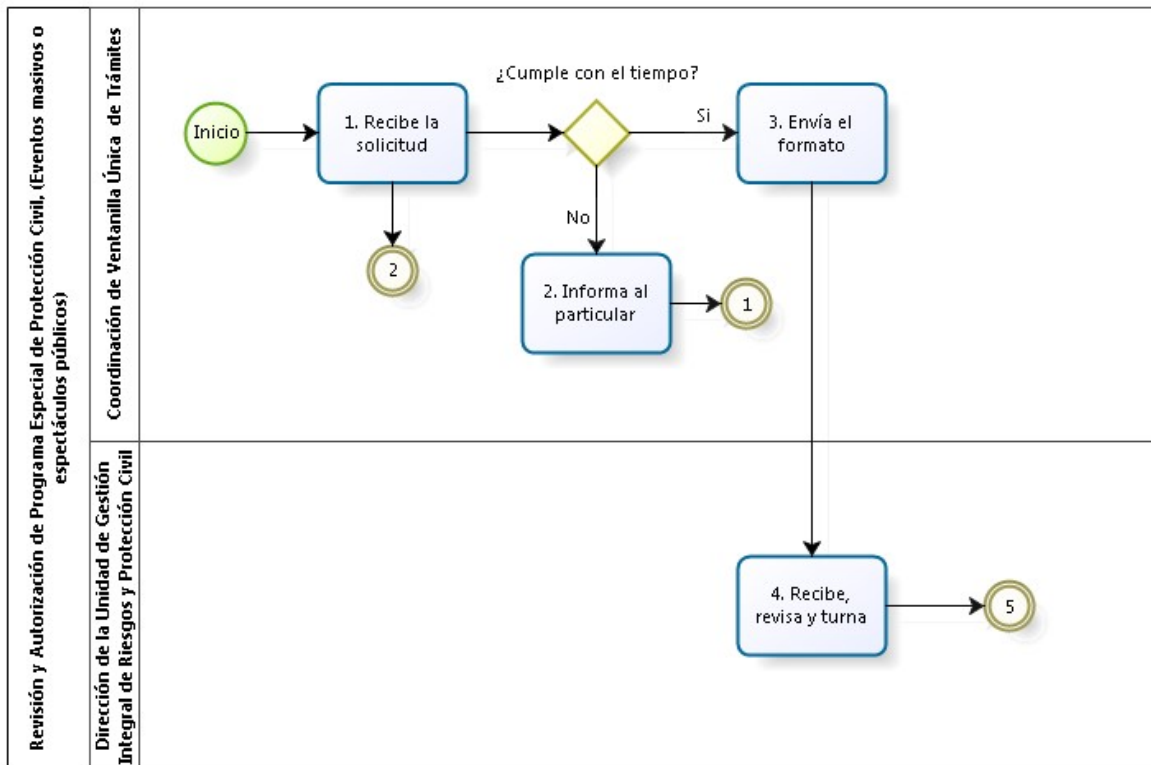 Revisión y Autorización de Programa Especial de Protección Civil, (Eventos masivos o
espectáculos públicos)
Coordinación de Ventanilla Única  de Trámites
Inicio
1. Recibe la
solicitud
¿Cumple con el tiempo?
Si
3. Envía el
formato
No
2
2. Informa al
particular
1
Dirección de la Unidad de Gestión
Integral de Riesgos y Protección Civil
4. Recibe,
revisa y turna
5